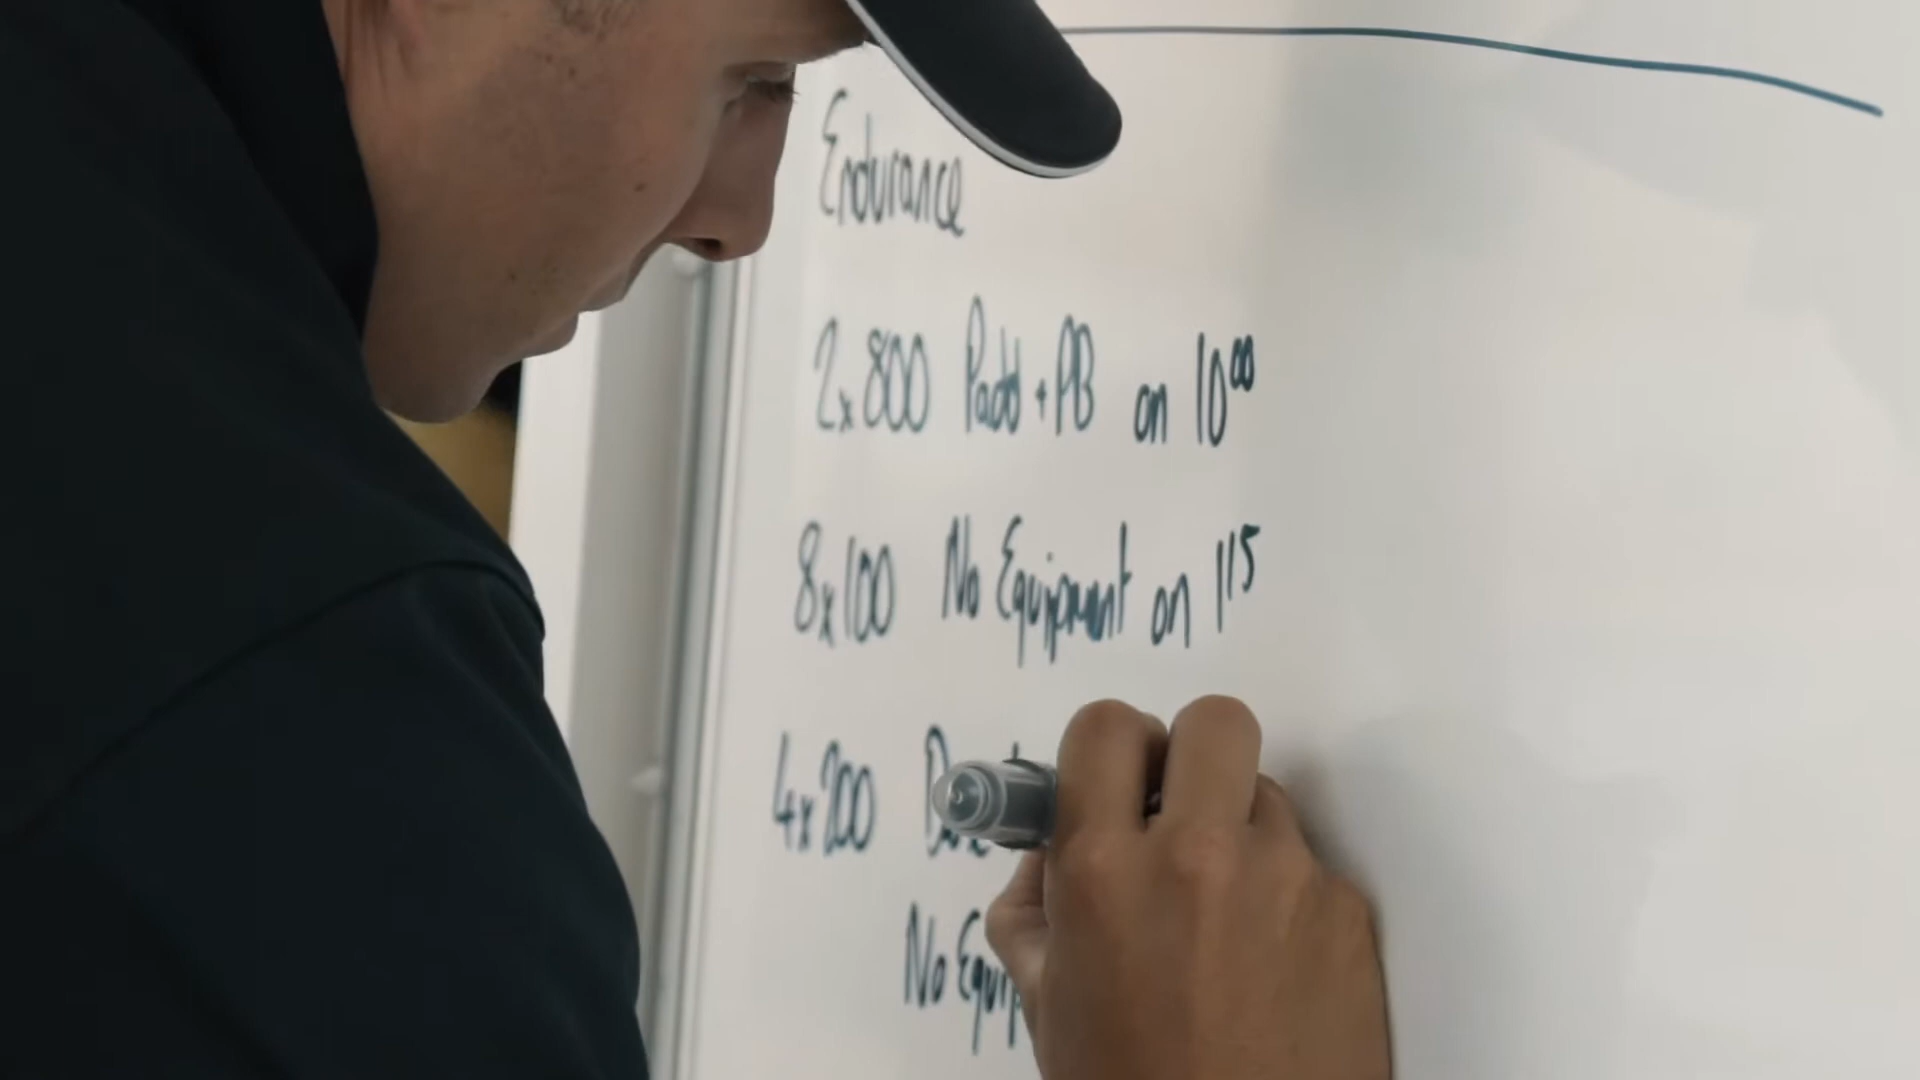 Endurance
2x800 Padd + PB on 10⁰⁰
8x100 No Equipment on 1¹⁵
4x200
No